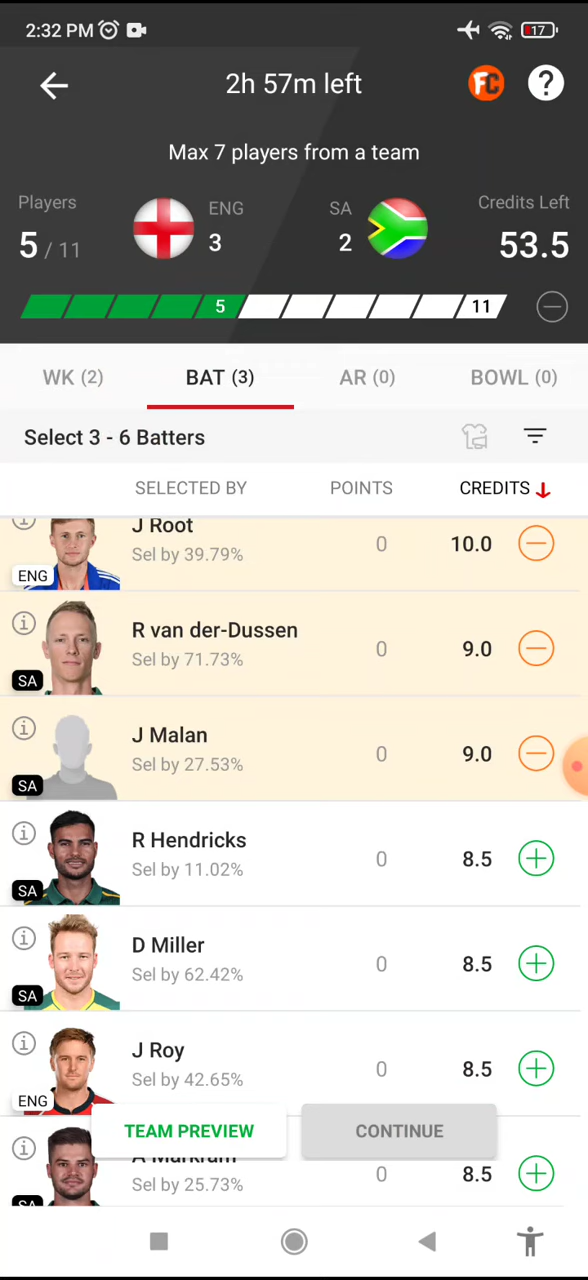 2:32 PM 17
2h 57m left FC ?
Max 7 players from a team
Players ENG SA Credits Left
5 / 11 3 2 53.5
5 11
WK (2) BAT (3) AR (0) BOWL (0)
Select 3 - 6 Batters
SELECTED BY POINTS CREDITS
J Root
Sel by 39.79% 0 10.0
ENG
R van der-Dussen
Sel by 71.73% 0 9.0
SA
J Malan
Sel by 27.53% 0 9.0
SA
R Hendricks
Sel by 11.02% 0 8.5
SA
D Miller
Sel by 62.42% 0 8.5
SA
J Roy
Sel by 42.65% 0 8.5
ENG
TEAM PREVIEW CONTINUE
A Markram
Sel by 25.73% 0 8.5
SA